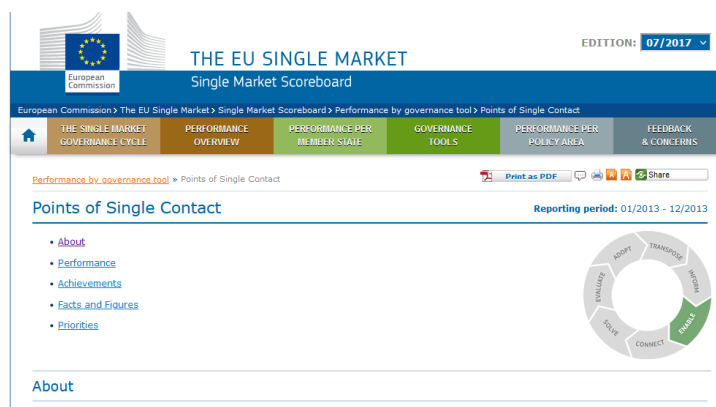 EDITION: 07/2017
THE EU SINGLE MARKET
European
Commission
Single Market Scoreboard
European Commission > The EU Single Market > Single Market Scoreboard > Performance by governance tool > Points of Single Contact
THE SINGLE MARKET
GOVERNANCE CYCLE
PERFORMANCE
OVERVIEW
PERFORMANCE PER
MEMBER STATE
GOVERNANCE
TOOLS
PERFORMANCE PER
POLICY AREA
FEEDBACK
& CONCERNS
Performance by governance tool » Points of Single Contact
Print as PDF
A
A
Share
Points of Single Contact
Reporting period: 01/2013 - 12/2013
• About
• Performance
• Achievements
• Facts and Figures
• Priorities
ADOPT
TRANSPOSE
INFORM
ENABLE
CONNECT
SOLVE
EVALUATE
About